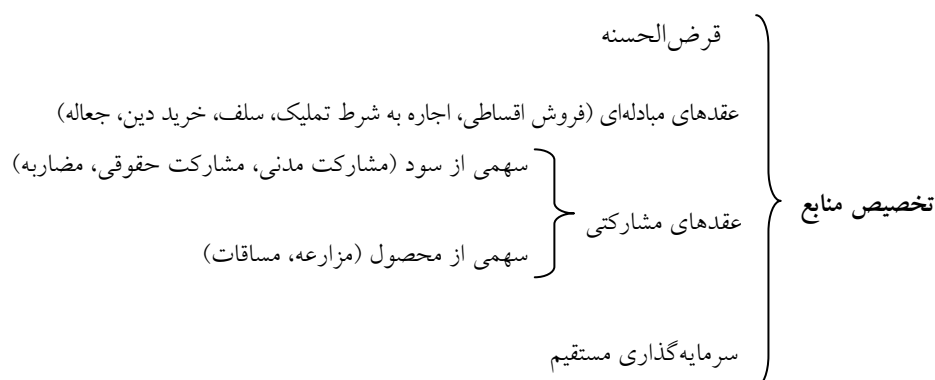 قرض‌الحسنه
عقدهای مبادله‌ای (فروش اقساطی، اجاره به شرط تملیک، سلف، خرید دین، جعاله)
سهمی از سود (مشارکت مدنی، مشارکت حقوقی، مضاربه)
تخصیص منابع
عقدهای مشارکتی
سهمی از محصول (مزارعه، مساقات)
سرمایه‌گذاری مستقیم